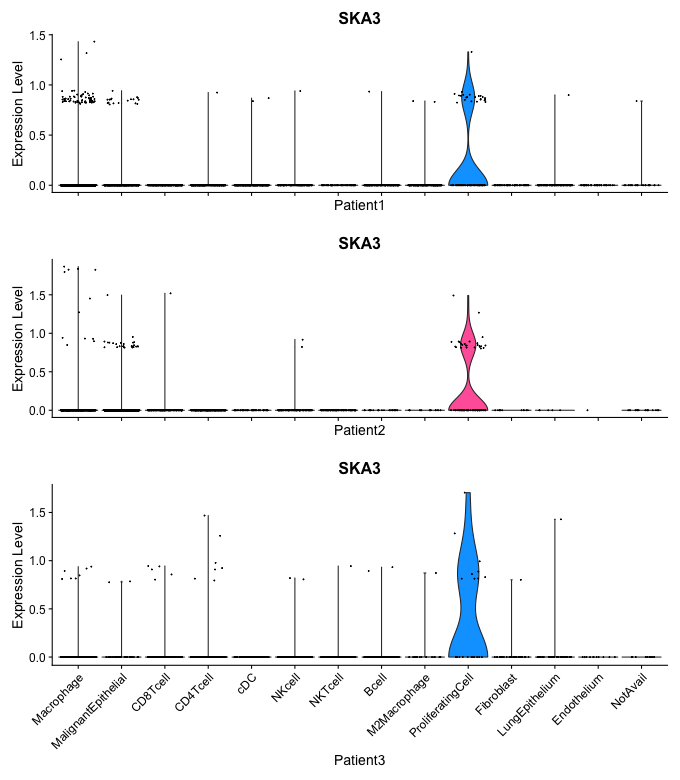 SKA3
Expression Level
1.5
1.0
0.5
0.0
Patient1
SKA3
Expression Level
1.5
1.0
0.5
0.0
Patient2
SKA3
Expression Level
1.5
1.0
0.5
0.0
Macrophage
MalignantEpithelial
CD8Tcell
CD4Tcell
cDC
NKcell
NKTcell
Bcell
M2Macrophage
ProliferatingCell
Fibroblast
LungEpithelium
Endothelium
NotAvail
Patient3